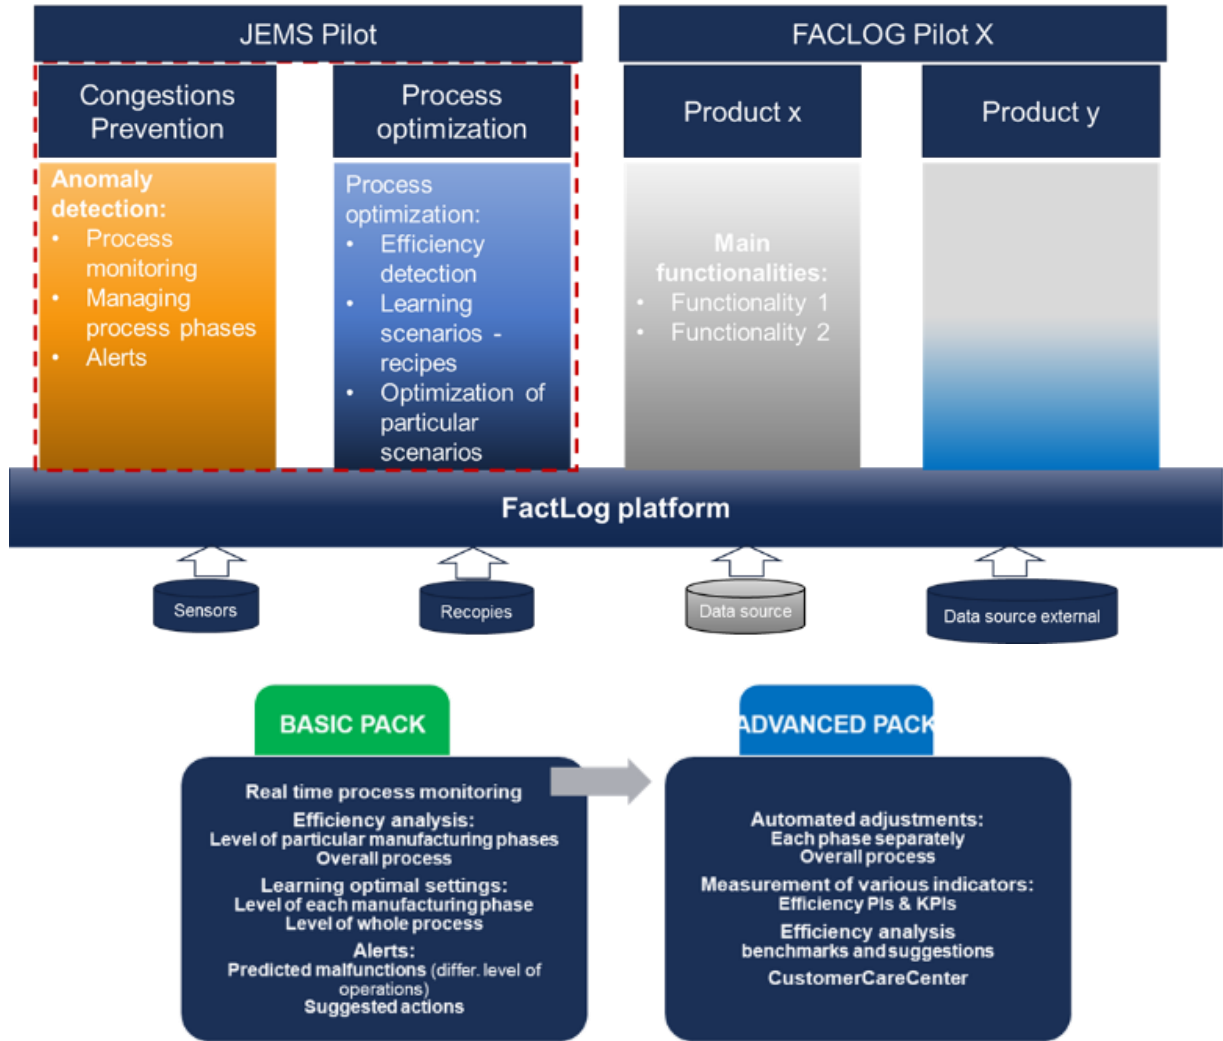 JEMS Pilot
FACLOG Pilot X
Congestions
Prevention
Process
optimization
Product x
Product y
Anomaly
detection:
• Process
monitoring
• Managing
process phases
• Alerts
Process
optimization:
• Efficiency
detection
• Learning
scenarios -
recipes
• Optimization of
particular
scenarios
Main
functionalities:
• Functionality 1
• Functionality 2
FactLog platform
Sensors
Recopies
Data source
Data source external
BASIC PACK
Real time process monitoring
Efficiency analysis:
Level of particular manufacturing phases
Overall process
Learning optimal settings:
Level of each manufacturing phase
Level of whole process
Alerts:
Predicted malfunctions (differ. level of
operations)
Suggested actions
ADVANCED PACK
Automated adjustments:
Each phase separately
Overall process
Measurement of various indicators:
Efficiency PIs & KPIs
Efficiency analysis
benchmarks and suggestions
CustomerCareCenter